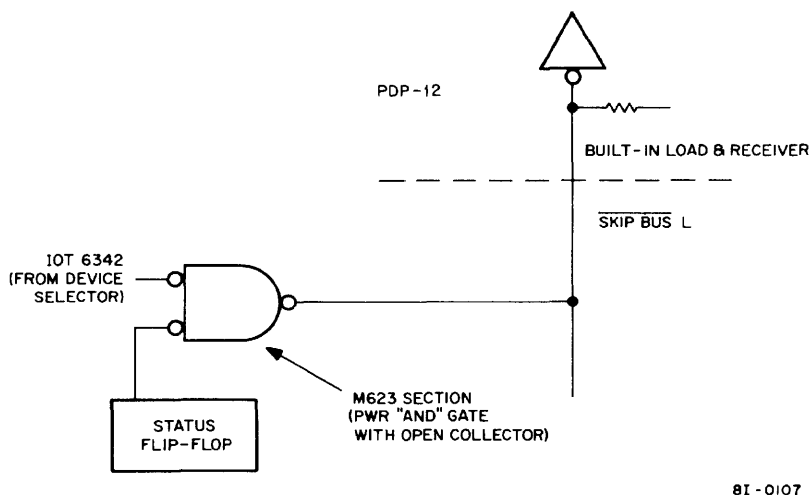 PDP-12
BUILT-IN LOAD & RECEIVER
SKIP BUS L
IOT 6342
(FROM DEVICE
SELECTOR)
M623 SECTION
(PWR "AND" GATE
WITH OPEN COLLECTOR)
STATUS
FLIP-FLOP
8I-0107